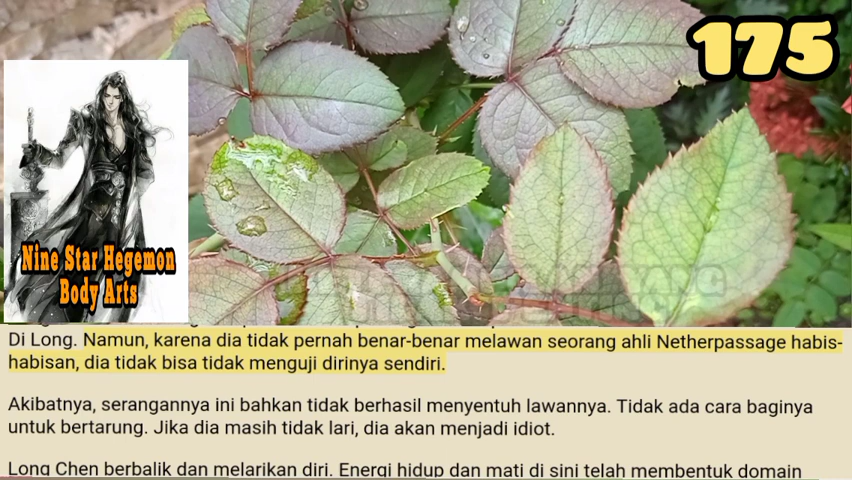 175
Nine Star Hegemon
Body Arts
Di Long. Namun, karena dia tidak pernah benar-benar melawan seorang ahli Netherpassage habis-
habisan, dia tidak bisa tidak menguji dirinya sendiri.
Akibatnya, serangannya ini bahkan tidak berhasil menyentuh lawannya. Tidak ada cara baginya
untuk bertarung. Jika dia masih tidak lari, dia akan menjadi idiot.
Long Chen berbalik dan melarikan diri. Energi hidup dan mati di sini telah membentuk domain